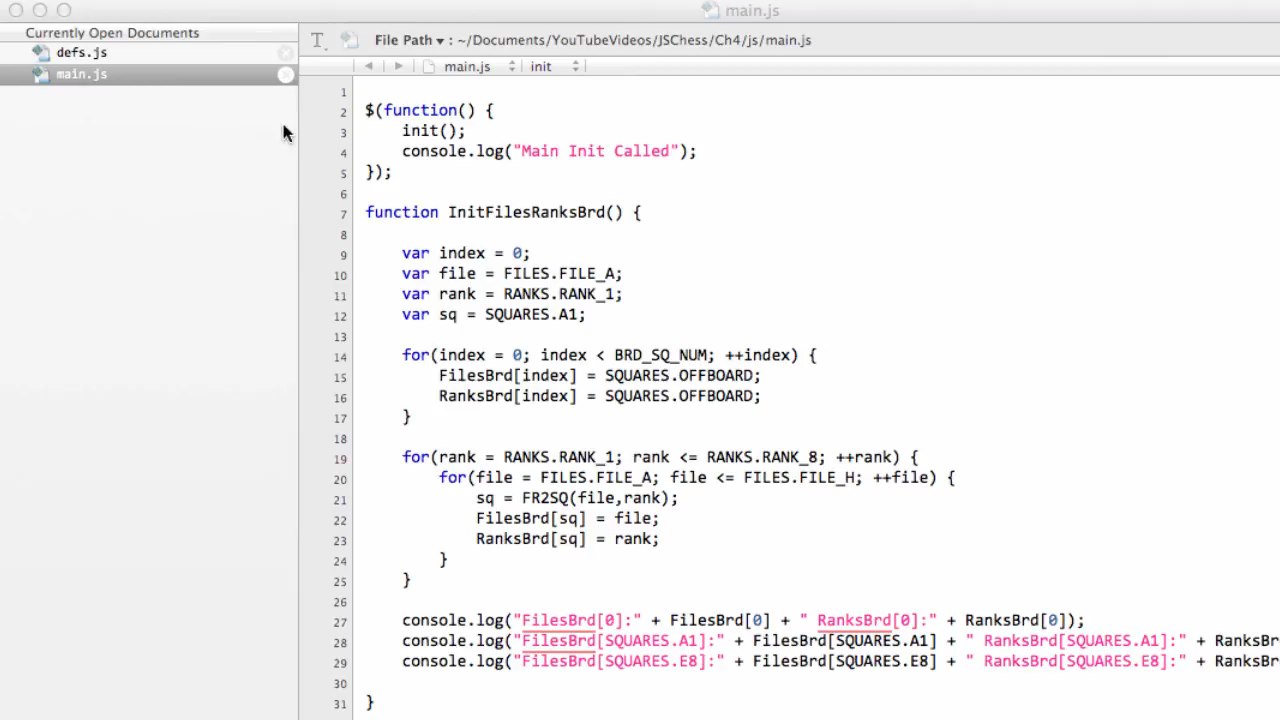 main.js
Currently Open Documents
defs.js
main.js
File Path ▾ : ~/Documents/YouTubeVideos/JSChess/Ch4/js/main.js
main.js init
1
2 $(function() {
3 init();
4 console.log("Main Init Called");
5 });
6
7 function InitFilesRanksBrd() {
8
9 var index = 0;
10 var file = FILES.FILE_A;
11 var rank = RANKS.RANK_1;
12 var sq = SQUARES.A1;
13
14 for(index = 0; index < BRD_SQ_NUM; ++index) {
15 FilesBrd[index] = SQUARES.OFFBOARD;
16 RanksBrd[index] = SQUARES.OFFBOARD;
17 }
18
19 for(rank = RANKS.RANK_1; rank <= RANKS.RANK_8; ++rank) {
20 for(file = FILES.FILE_A; file <= FILES.FILE_H; ++file) {
21 sq = FR2SQ(file,rank);
22 FilesBrd[sq] = file;
23 RanksBrd[sq] = rank;
24 }
25 }
26
27 console.log("FilesBrd[0]:" + FilesBrd[0] + " RanksBrd[0]:" + RanksBrd[0]);
28 console.log("FilesBrd[SQUARES.A1]:" + FilesBrd[SQUARES.A1] + " RanksBrd[SQUARES.A1]:" + RanksBr
29 console.log("FilesBrd[SQUARES.E8]:" + FilesBrd[SQUARES.E8] + " RanksBrd[SQUARES.E8]:" + RanksBr
30
31 }